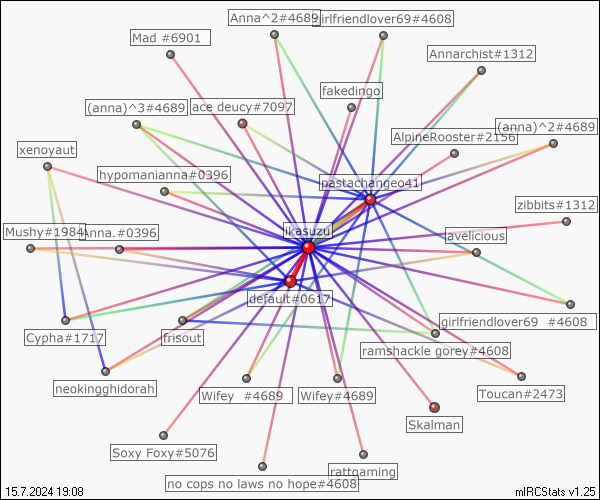 Anna^2#4689
girlfriendlover69#4608
Mad #6901
Annarchist#1312
fakedingo
(anna)^3#4689
ace deucy#7097
(anna)^2#4689
AlpineRooster#2156
xenoyaut
hypomanianna#0396
pastachangeo41
zibbits#1312
Mushy#1984
Anna.#0396
ikasuzu
avelicious
default#0617
girlfriendlover69 #4608
Cypha#1717
frisout
ramshackle gorey#4608
neokingghidorah
Wifey #4689
Wifey#4689
Toucan#2473
Skalman
Soxy Foxy#5076
rattgaming
no cops no laws no hope#4608
15.7.2024 19:08
mIRCStats v1.25